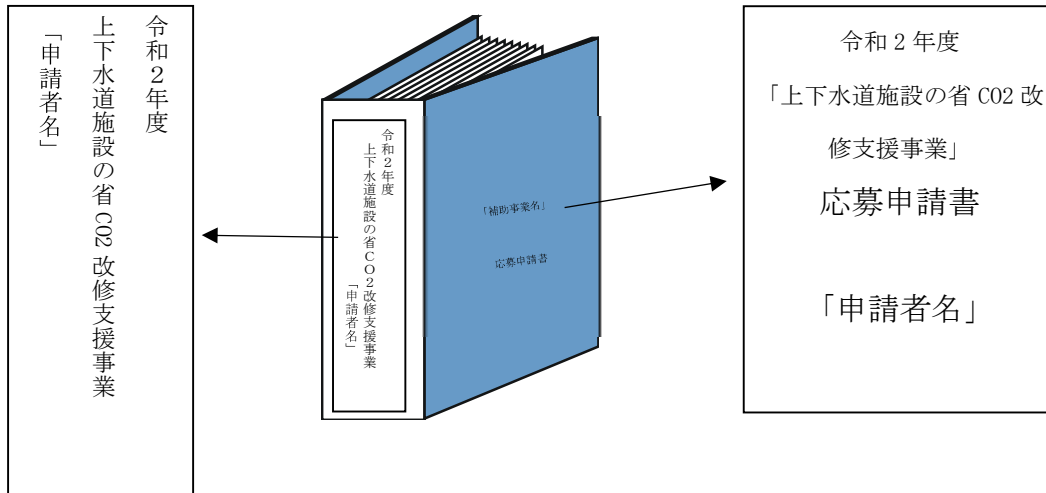 令和２年度
上下水道施設の省 CO2 改修支援事業
「申請者名」
令和２年度
上下水道施設の省ＣＯ２改修支援事業
「申請者名」
「補助事業名」
応募申請書
令和 2 年度
「上下水道施設の省 CO2 改
修支援事業」
応募申請書
「申請者名」